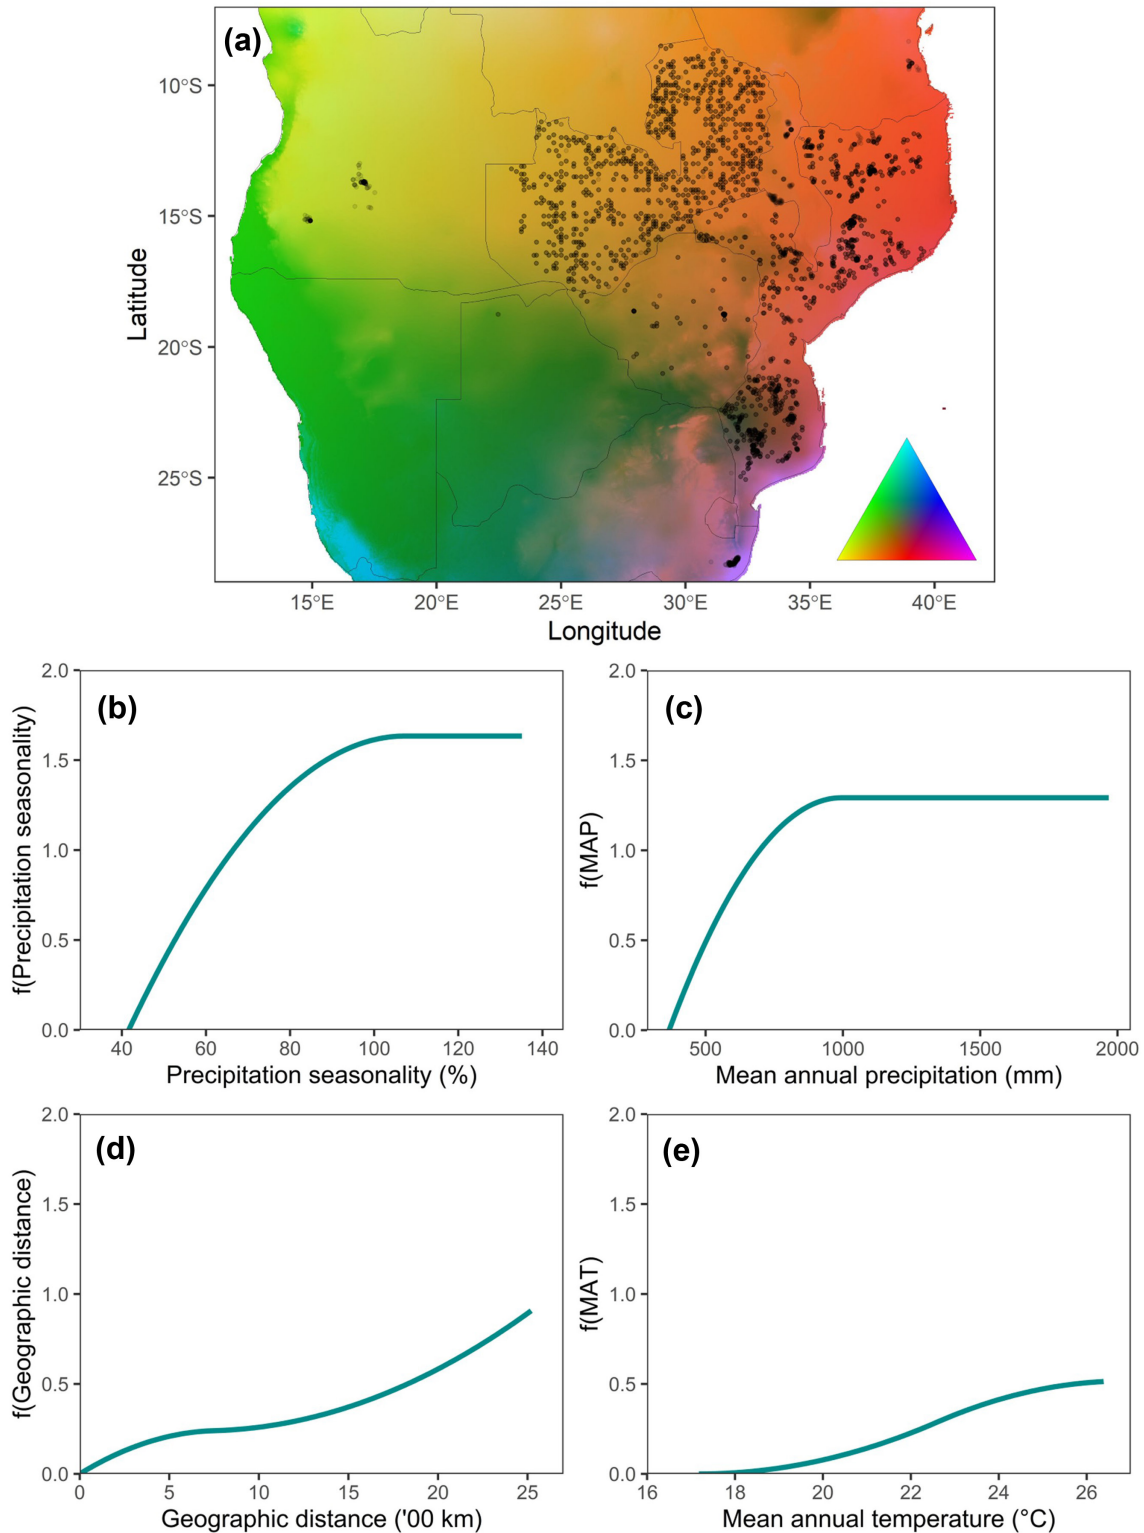 (a)
Latitude
10°S
15°S
20°S
25°S
15°E
20°E
25°E
30°E
35°E
40°E
Longitude
(b)
f(Precipitation seasonality)
2.0
1.5
1.0
0.5
0.0
40
60
80
100
120
140
Precipitation seasonality (%)
(c)
f(MAP)
2.0
1.5
1.0
0.5
0.0
500
1000
1500
2000
Mean annual precipitation (mm)
(d)
f(Geographic distance)
2.0
1.5
1.0
0.5
0.0
0
5
10
15
20
25
Geographic distance ('00 km)
(e)
f(MAT)
2.0
1.5
1.0
0.5
0.0
16
18
20
22
24
26
Mean annual temperature (°C)